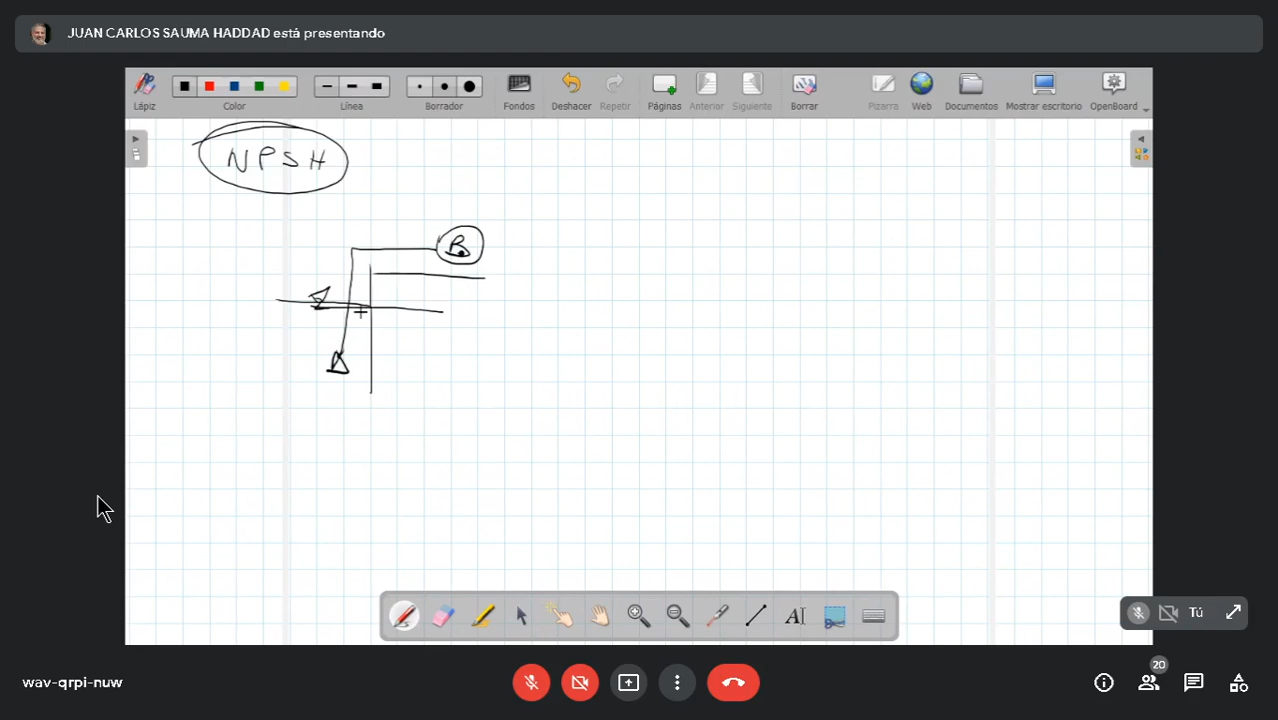 JUAN CARLOS SAUMA HADDAD está presentando
Lápiz Color Línea Borrador Fondos Deshacer Repetir Páginas Anterior Siguiente Borrar Pizarra Web Documentos Mostrar escritorio OpenBoard
NPSH
B
AI
Tú
wav-qrpi-nuw
20